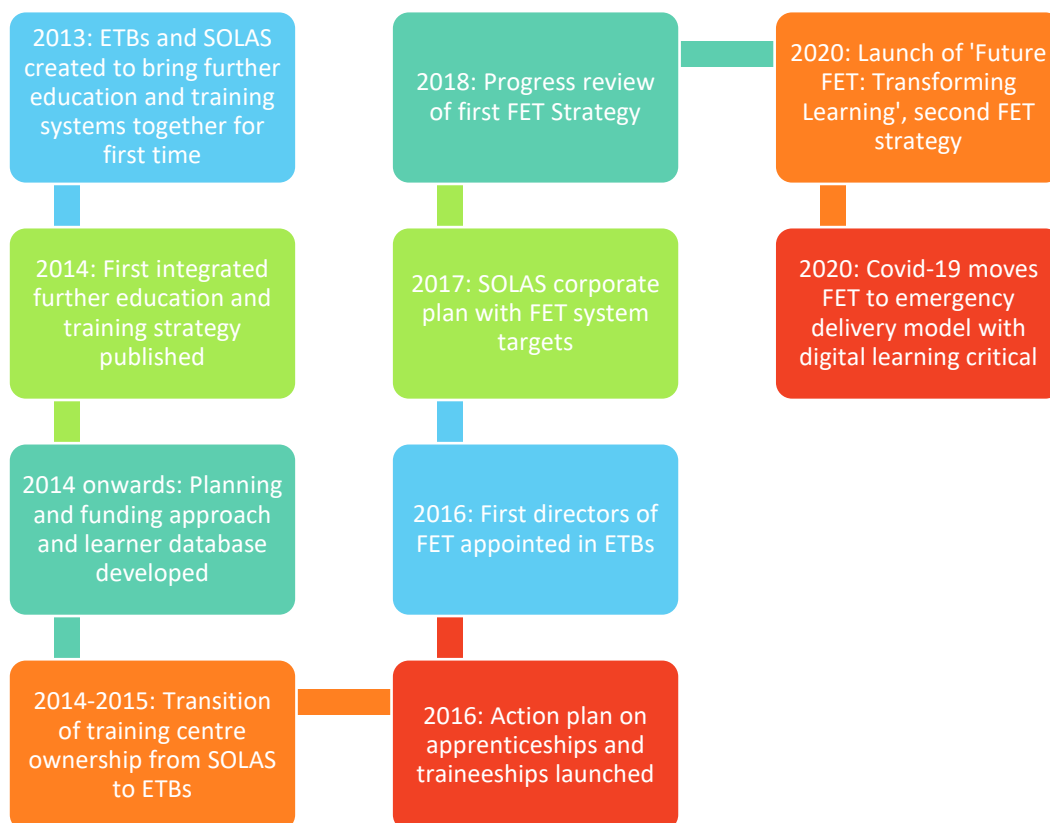 2013: ETBs and SOLAS
created to bring further
education and training
systems together for
first time
2014: First integrated
further education and
training strategy
published
2014 onwards: Planning
and funding approach
and learner database
developed
2014-2015: Transition
of training centre
ownership from SOLAS
to ETBs
2016: Action plan on
apprenticeships and
traineeships launched
2016: First directors of
FET appointed in ETBs
2017: SOLAS corporate
plan with FET system
targets
2018: Progress review
of first FET Strategy
2020: Launch of 'Future
FET: Transforming
Learning', second FET
strategy
2020: Covid-19 moves
FET to emergency
delivery model with
digital learning critical